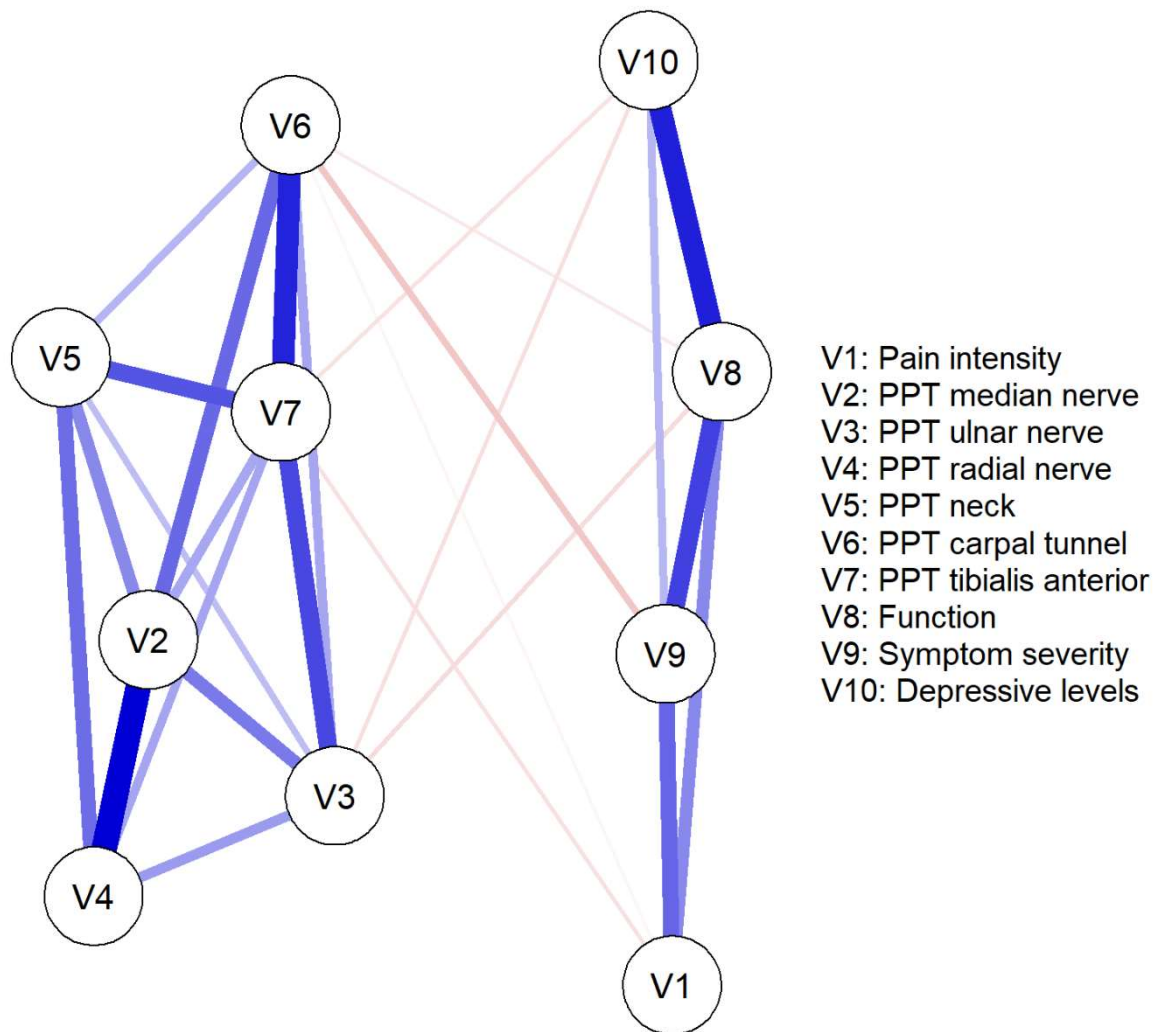 V10
V6
V5
V8
V7
V2
V9
V3
V4
V1
V1: Pain intensity
V2: PPT median nerve
V3: PPT ulnar nerve
V4: PPT radial nerve
V5: PPT neck
V6: PPT carpal tunnel
V7: PPT tibialis anterior
V8: Function
V9: Symptom severity
V10: Depressive levels